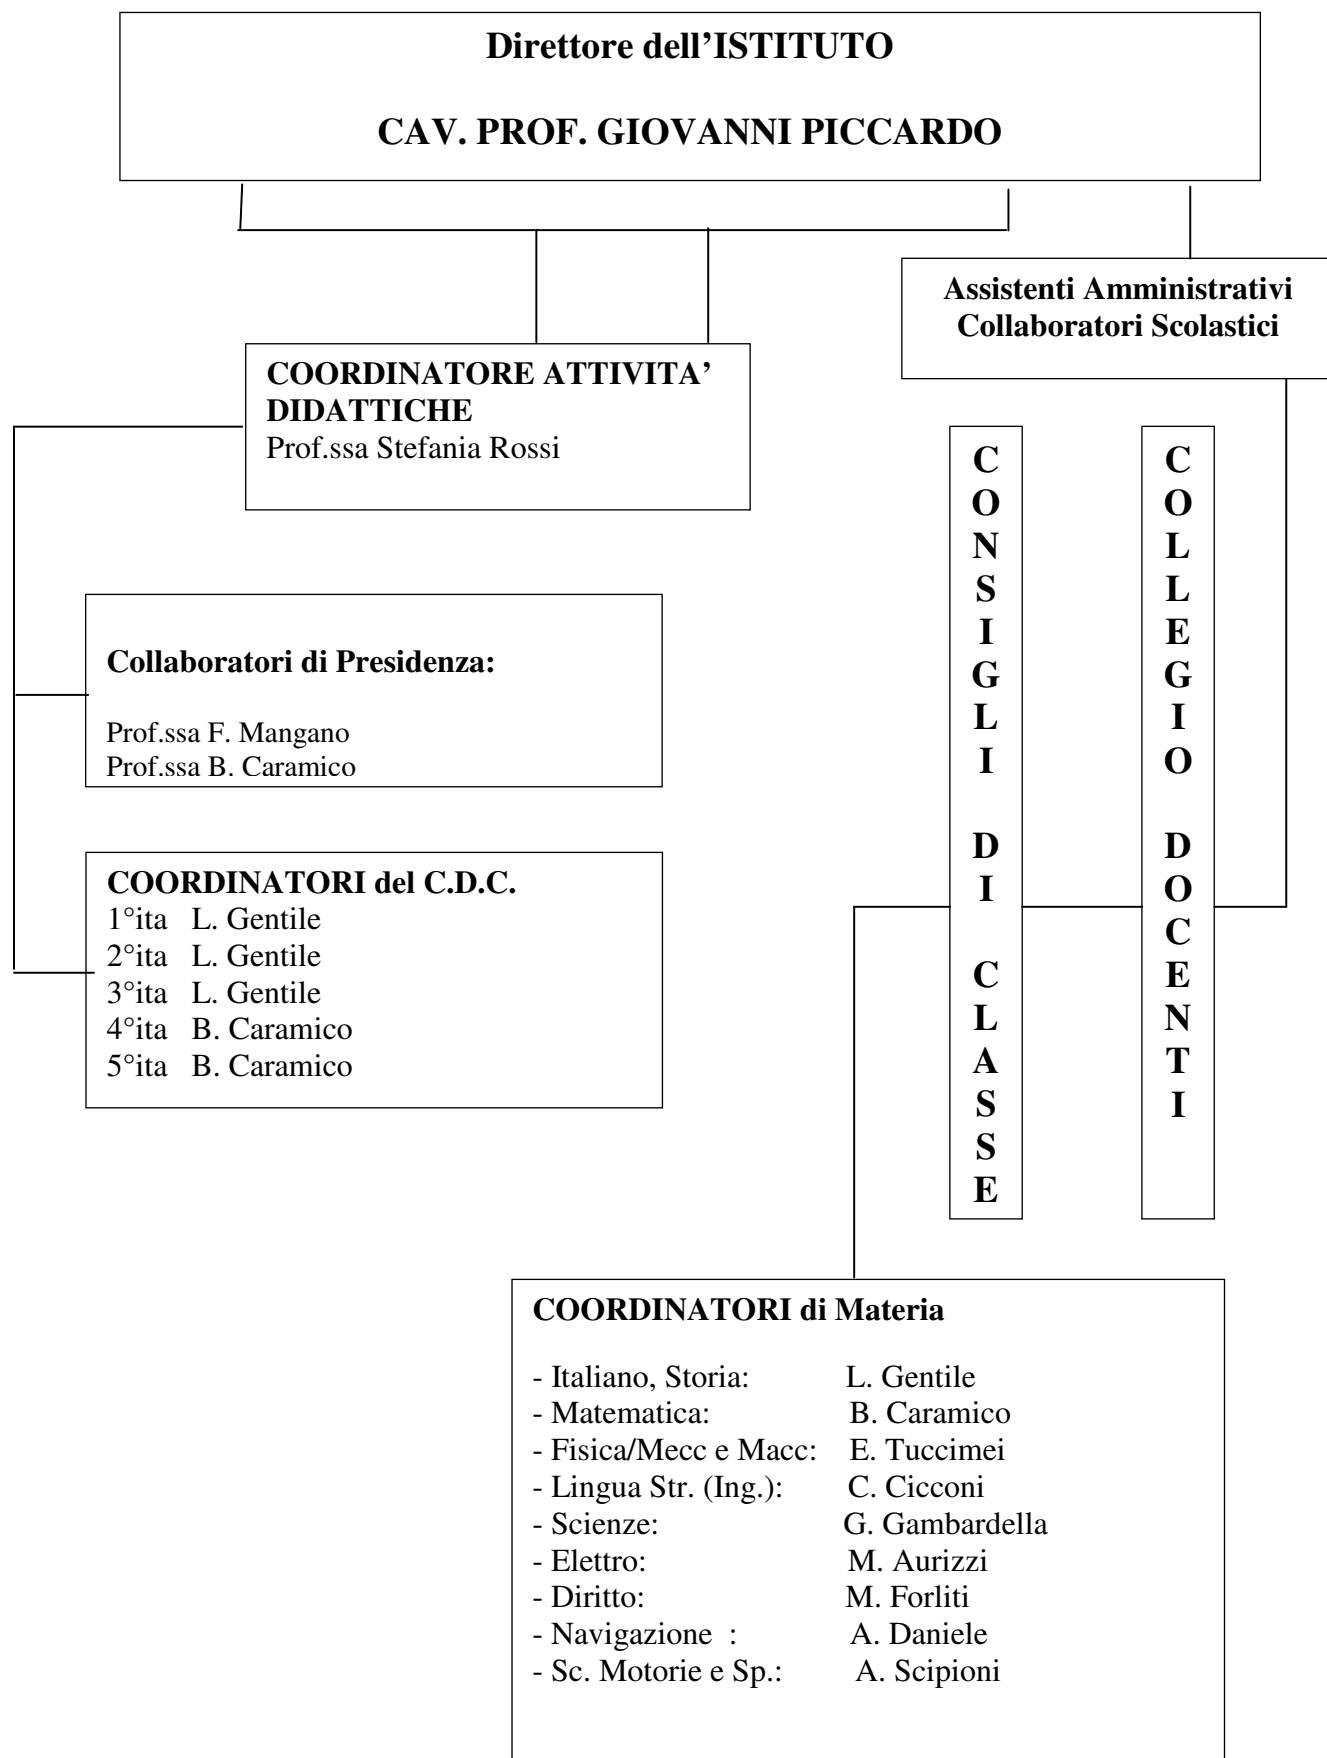 Direttore dell’ISTITUTO
CAV. PROF. GIOVANNI PICCARDO
Assistenti Amministrativi
Collaboratori Scolastici
COORDINATORE ATTIVITA’
DIDATTICHE
Prof.ssa Stefania Rossi
CONSIGLI DI CLASSE
COLLEGIO DOCENTI
Collaboratori di Presidenza:
Prof.ssa F. Mangano
Prof.ssa B. Caramico
COORDINATORI del C.D.C.
1°ita L. Gentile
2°ita L. Gentile
3°ita L. Gentile
4°ita B. Caramico
5°ita B. Caramico
COORDINATORI di Materia
- Italiano, Storia: L. Gentile
- Matematica: B. Caramico
- Fisica/Mecc e Macc: E. Tuccimei
- Lingua Str. (Ing.): C. Cicconi
- Scienze: G. Gambardella
- Elettro: M. Aurizzi
- Diritto: M. Forliti
- Navigazione : A. Daniele
- Sc. Motorie e Sp.: A. Scipioni